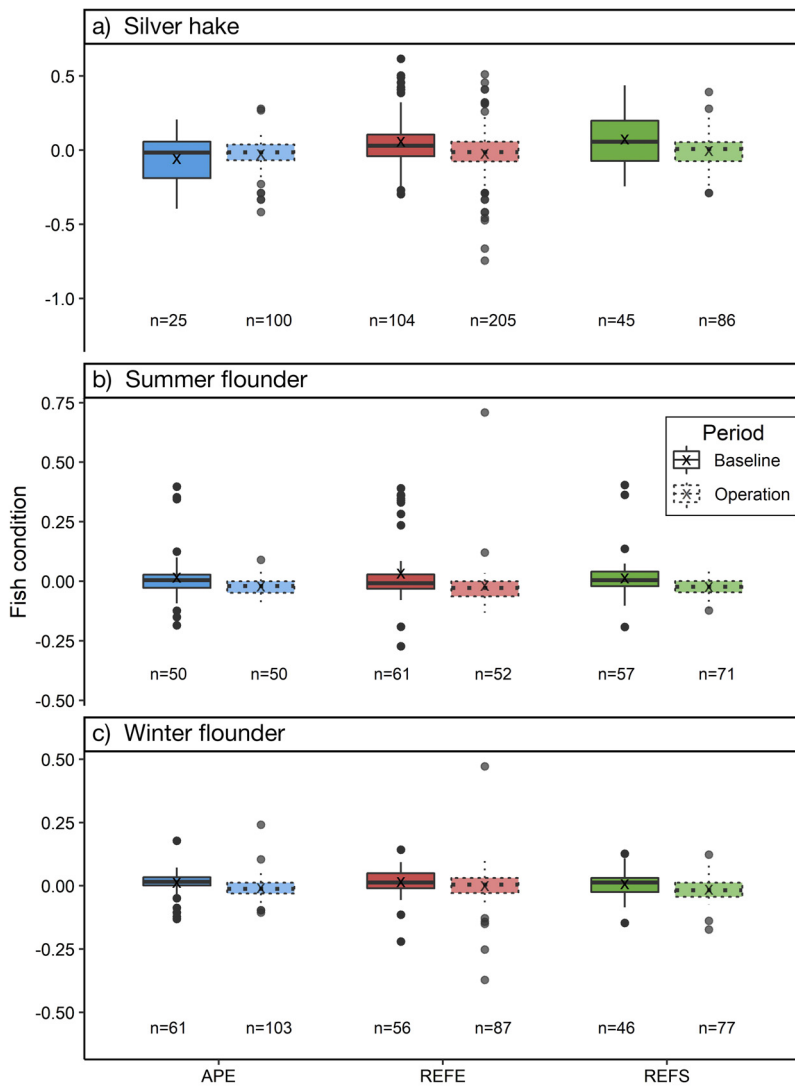 a) Silver hake
0.5
0.0
-0.5
-1.0
n=25 n=100 n=104 n=205 n=45 n=86
b) Summer flounder
0.75
0.50
0.25
0.00
-0.25
-0.50
Period
Baseline
Operation
Fish condition
n=50 n=50 n=61 n=52 n=57 n=71
c) Winter flounder
0.50
0.25
0.00
-0.25
-0.50
n=61 n=103 n=56 n=87 n=46 n=77
APE REFE REFS